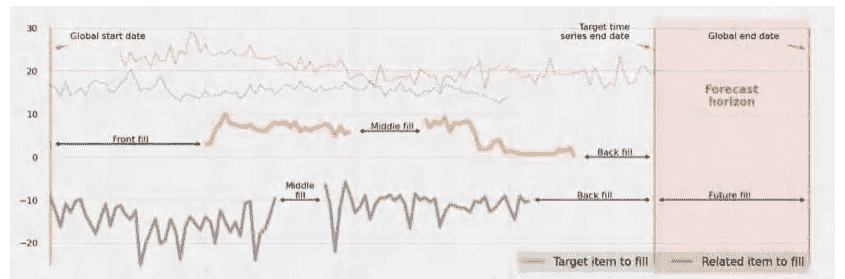 30
Global start date
Target time
series end date
Global end date
20
Forecast
horizon
10
Front fill
Middle fill
0
Back fill
Middle
fill
-10
Back fill
Future fill
-20
Target item to fill
Related item to fill